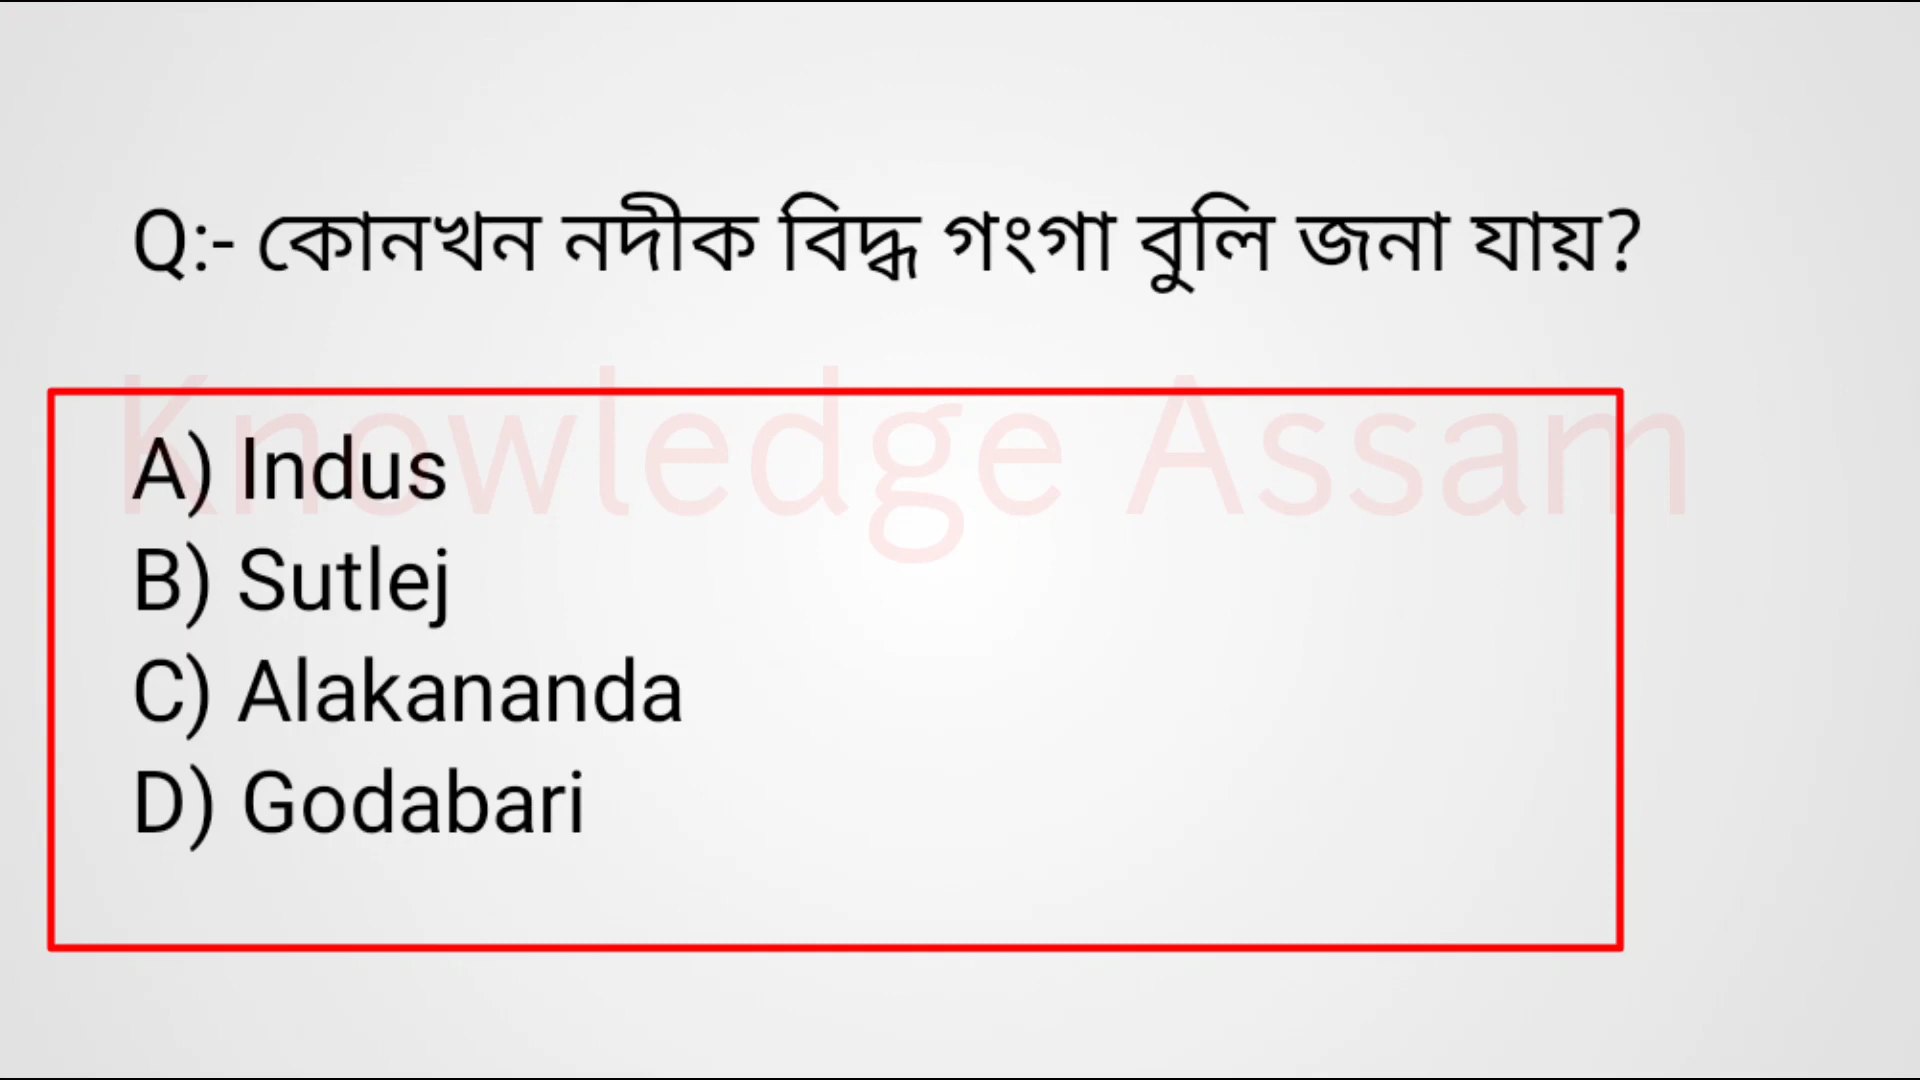 Q:- কোনখন নদীক বিদ্ধ গংগা বুলি জনা যায়?
Knowledge Assam
A) Indus
B) Sutlej
C) Alakananda
D) Godabari